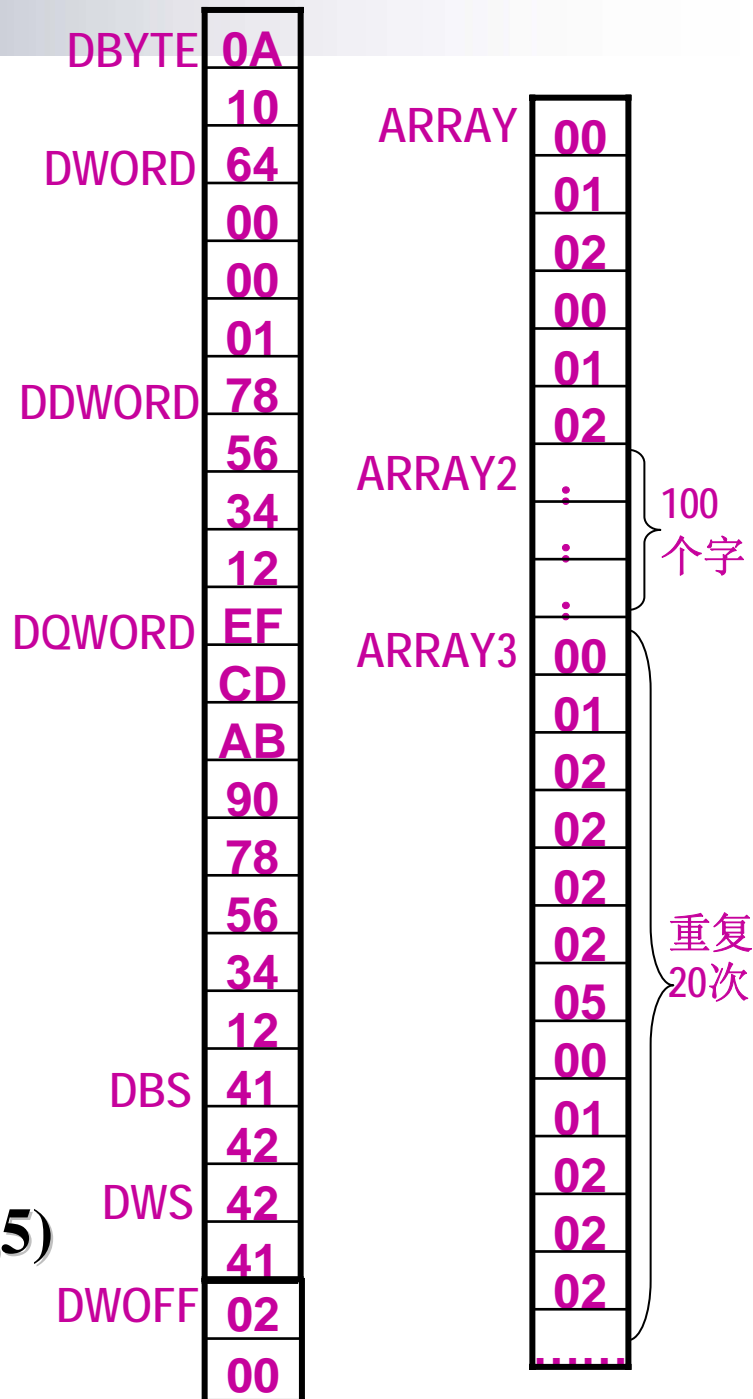 DBYTE 0A
10
DWORD 64
00
00
01
DDWORD 78
56
34
12
DQWORD EF
CD
AB
90
78
56
34
12
DBS 41
42
DWS 42
5)
41
DWOFF 02
00
ARRAY 00
01
02
00
01
02
ARRAY2 :
:
:
100
个字
ARRAY3 00
01
02
02
02
02
05
00
01
02
02
02
......
重复
20次